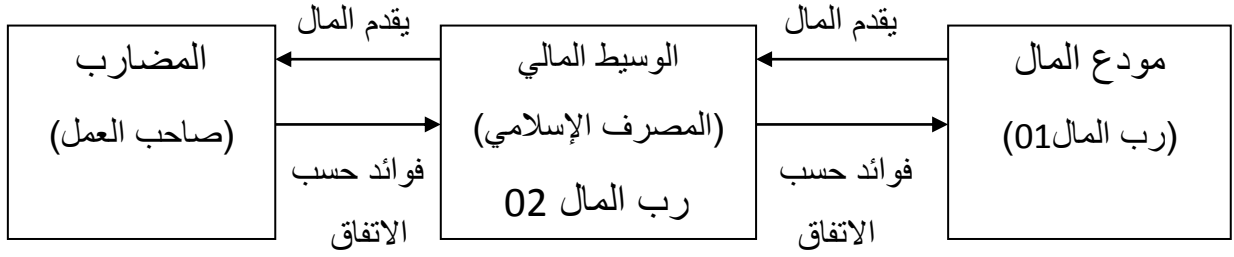 مودع المال
(رب المال01)
يقدم المال
فوائد حسب
الاتفاق
الوسيط المالي
(المصرف الإسلامي)
رب المال 02
يقدم المال
فوائد حسب
الاتفاق
المضارب
(صاحب العمل)